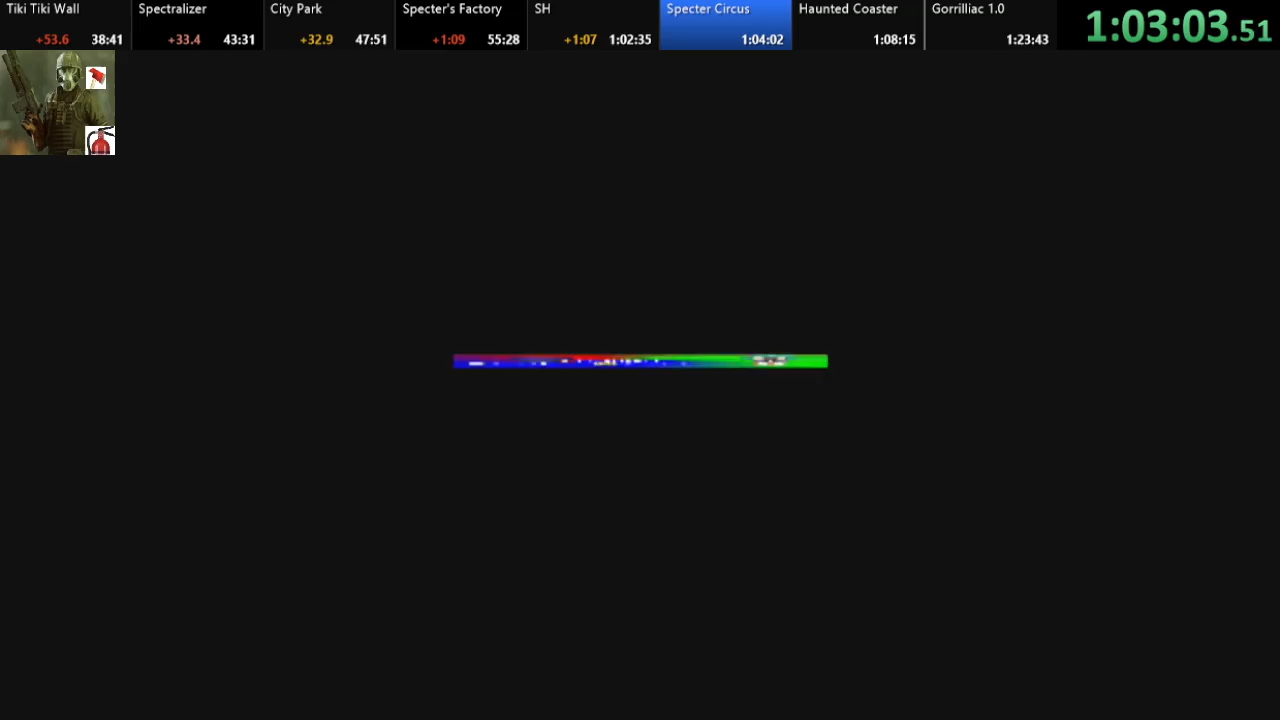 Tiki Tiki Wall
+53.6 38:41
Spectralizer
+33.4 43:31
City Park
+32.9 47:51
Specter's Factory
+1:09 55:28
SH
+1:07 1:02:35
Specter Circus
1:04:02
Haunted Coaster
1:08:15
Gorrilliac 1.0
1:23:43
1:03:03.51